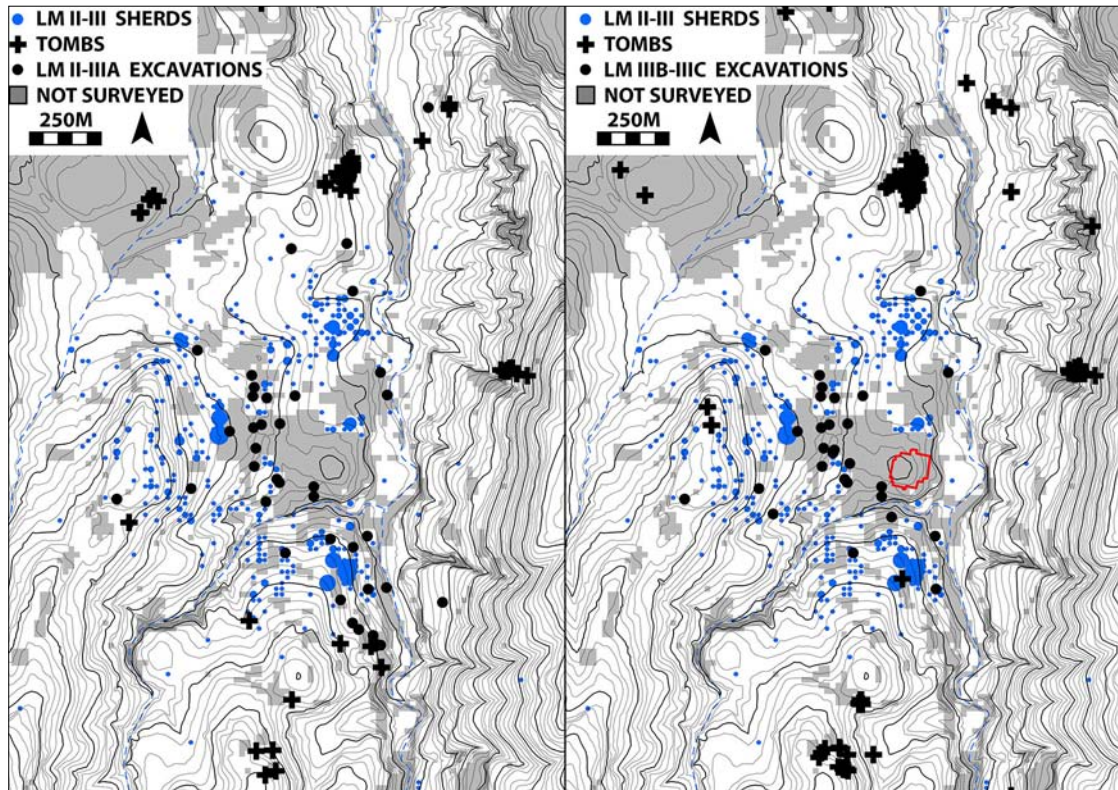 LM II-III SHERDS
TOMBS
LM II-IIIA EXCAVATIONS
NOT SURVEYED
250M
LM II-III SHERDS
TOMBS
LM IIIB-IIIC EXCAVATIONS
NOT SURVEYED
250M